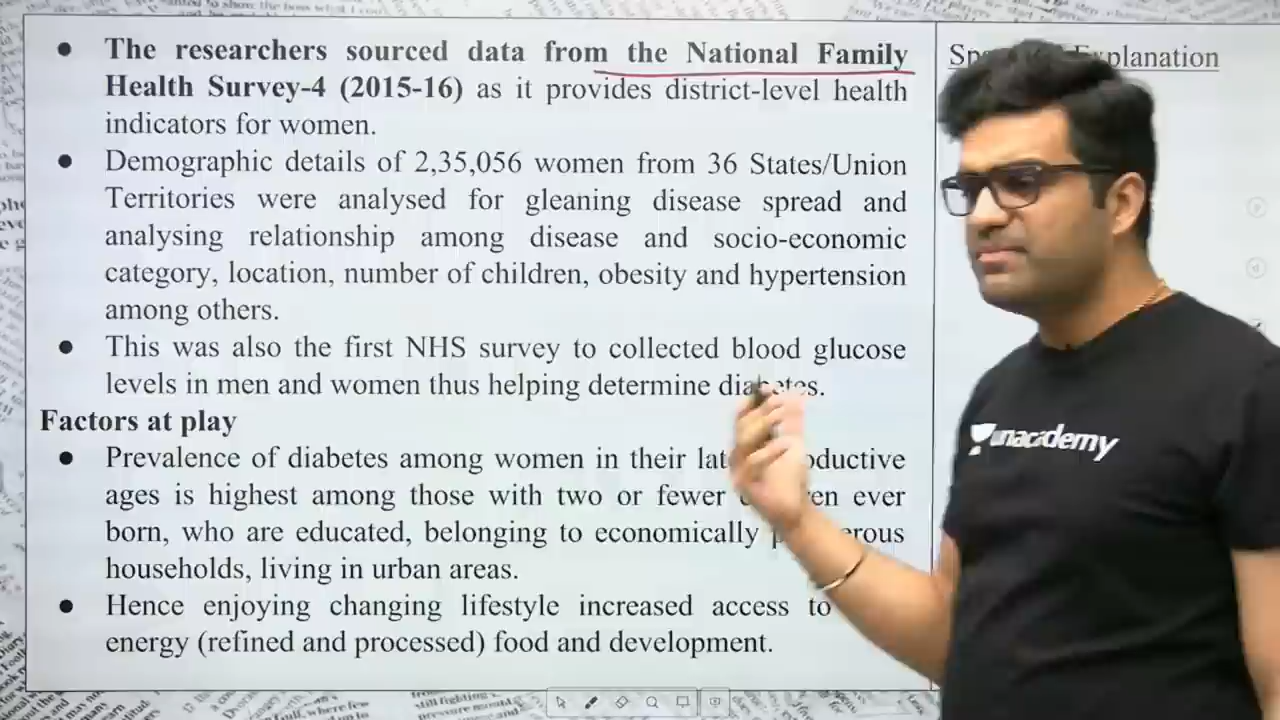 The researchers sourced data from the National Family
Health Survey-4 (2015-16) as it provides district-level health
indicators for women.
Demographic details of 2,35,056 women from 36 States/Union
Territories were analysed for gleaning disease spread and
analysing relationship among disease and socio-economic
category, location, number of children, obesity and hypertension
among others.
This was also the first NHS survey to collected blood glucose
levels in men and women thus helping determine diabetes.
Factors at play
Prevalence of diabetes among women in their
ages is highest among those with two or fewer
born, who are educated, belonging to economically
households, living in urban areas.
Hence enjoying changing lifestyle increased access to
energy (refined and processed) food and development.
Explanation
unacademy